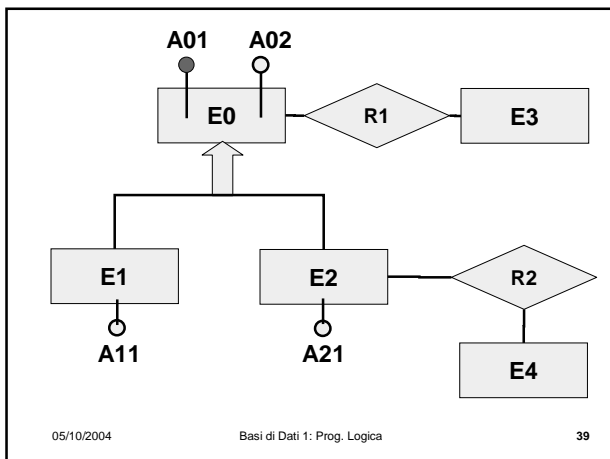 A01 A02
E0 R1 E3
E1 E2 R2
A11 A21
E4
05/10/2004 Basi di Dati 1: Prog. Logica 39